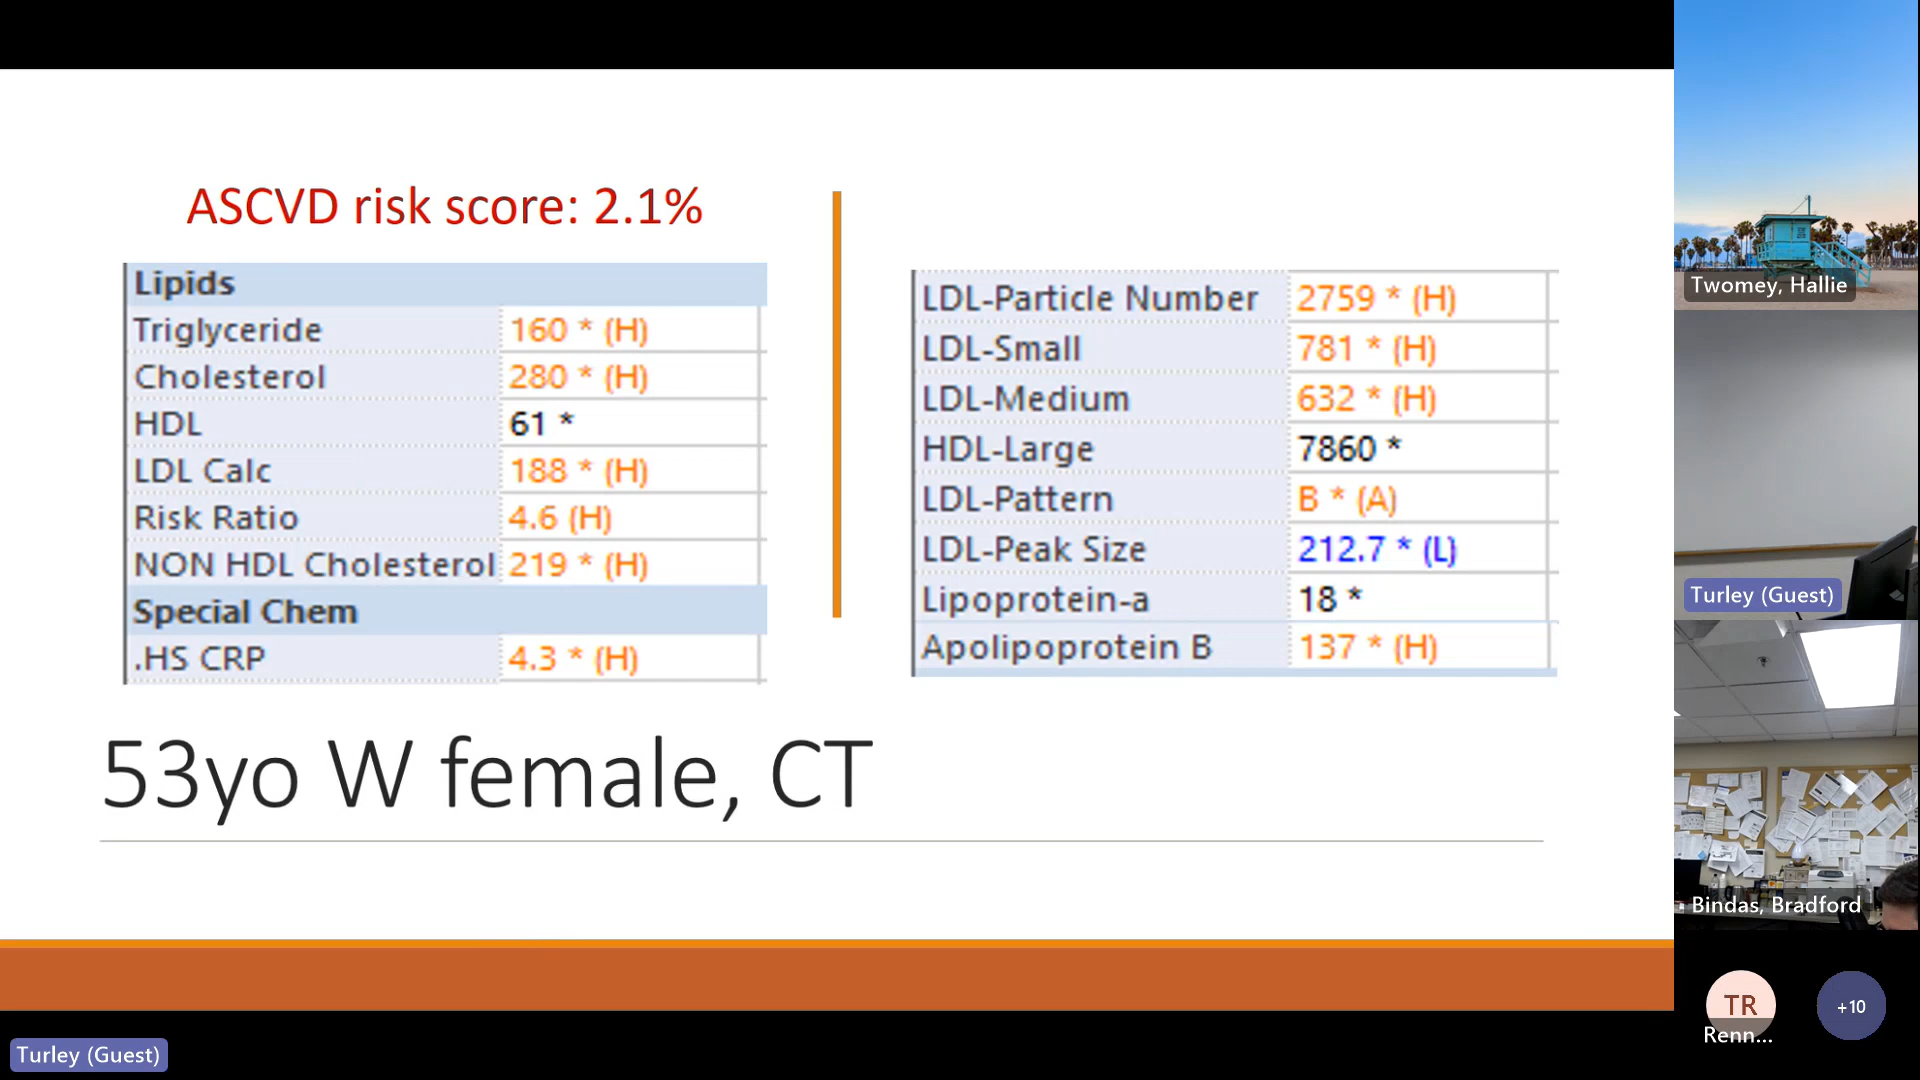 ASCVD risk score: 2.1%
Lipids
Triglyceride 160 * (H)
Cholesterol 280 * (H)
HDL 61 *
LDL Calc 188 * (H)
Risk Ratio 4.6 (H)
NON HDL Cholesterol 219 * (H)
Special Chem
.HS CRP 4.3 * (H)
LDL-Particle Number 2759 * (H)
LDL-Small 781 * (H)
LDL-Medium 632 * (H)
HDL-Large 7860 *
LDL-Pattern B * (A)
LDL-Peak Size 212.7 * (L)
Lipoprotein-a 18 *
Apolipoprotein B 137 * (H)
53yo W female, CT
Twomey, Hallie
Turley (Guest)
Bindas, Bradford
TR
Renn...
+10
Turley (Guest)